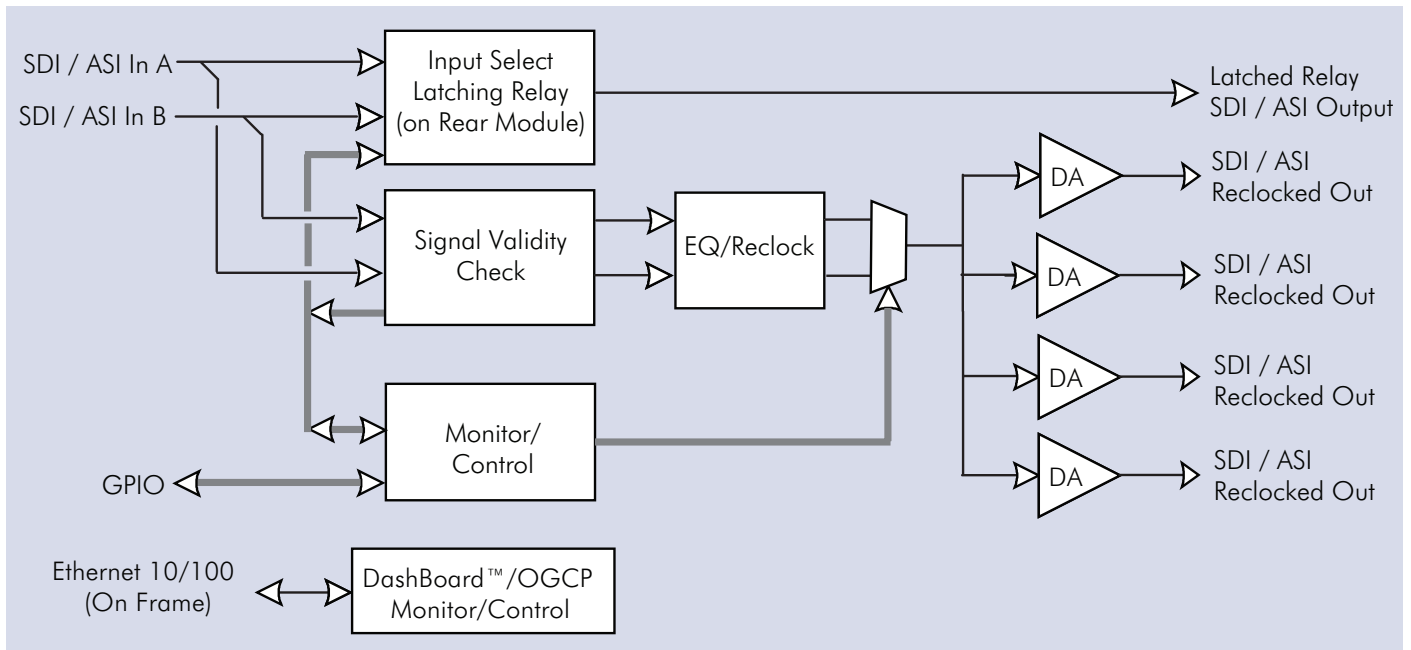 SDI / ASI In A
SDI / ASI In B
Input Select
Latching Relay
(on Rear Module)
Latched Relay
SDI / ASI Output
Signal Validity
Check
EQ/Reclock
DA
SDI / ASI
Reclocked Out
DA
SDI / ASI
Reclocked Out
DA
SDI / ASI
Reclocked Out
DA
SDI / ASI
Reclocked Out
Monitor/
Control
GPIO
Ethernet 10/100
(On Frame)
DashBoard™/OGCP
Monitor/Control